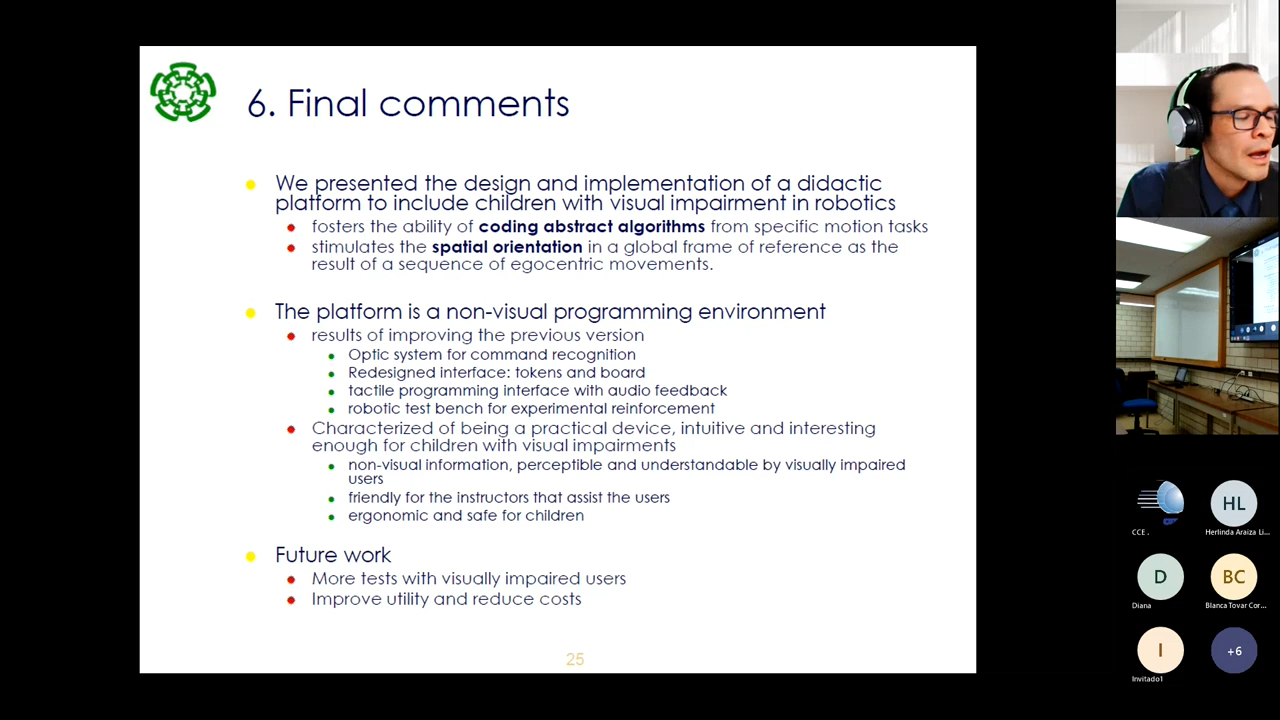 6. Final comments
We presented the design and implementation of a didactic
platform to include children with visual impairment in robotics
fosters the ability of coding abstract algorithms from specific motion tasks
stimulates the spatial orientation in a global frame of reference as the
result of a sequence of egocentric movements.
The platform is a non-visual programming environment
results of improving the previous version
Optic system for command recognition
Redesigned interface: tokens and board
tactile programming interface with audio feedback
robotic test bench for experimental reinforcement
Characterized of being a practical device, intuitive and interesting
enough for children with visual impairments
non-visual information, perceptible and understandable by visually impaired
users
friendly for the instructors that assist the users
ergonomic and safe for children
Future work
More tests with visually impaired users
Improve utility and reduce costs
25
CCE .
HL
Herlinda Araiza Li...
D
Diana
BC
Blanca Tovar Cor...
I
Invitado1
+6